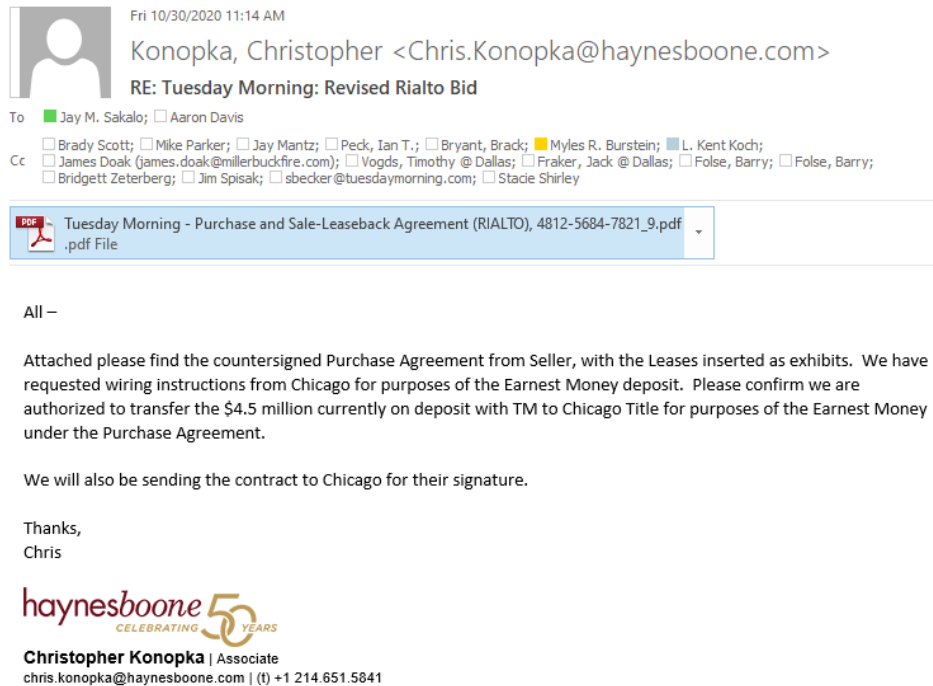 Fri 10/30/2020 11:14 AM
Konopka, Christopher <Chris.Konopka@haynesboone.com>
RE: Tuesday Morning: Revised Rialto Bid
To Jay M. Sakalo; Aaron Davis
Brady Scott; Mike Parker; Jay Mantz; Peck, Ian T.; Bryant, Brack; Myles R. Burstein; L. Kent Koch;
Cc James Doak (james.doak@millerbuckfire.com); Vogds, Timothy @ Dallas; Fraker, Jack @ Dallas; Folse, Barry; Folse, Barry;
Bridgett Zeterberg; Jim Spisak; sbecker@tuesdaymorning.com; Stacie Shirley
PDF
Tuesday Morning - Purchase and Sale-Leaseback Agreement (RIALTO), 4812-5684-7821_9.pdf
.pdf File
All –
Attached please find the countersigned Purchase Agreement from Seller, with the Leases inserted as exhibits. We have
requested wiring instructions from Chicago for purposes of the Earnest Money deposit. Please confirm we are
authorized to transfer the $4.5 million currently on deposit with TM to Chicago Title for purposes of the Earnest Money
under the Purchase Agreement.
We will also be sending the contract to Chicago for their signature.
Thanks,
Chris
haynesboone 50
CELEBRATING YEARS
Christopher Konopka | Associate
chris.konopka@haynesboone.com | (t) +1 214.651.5841